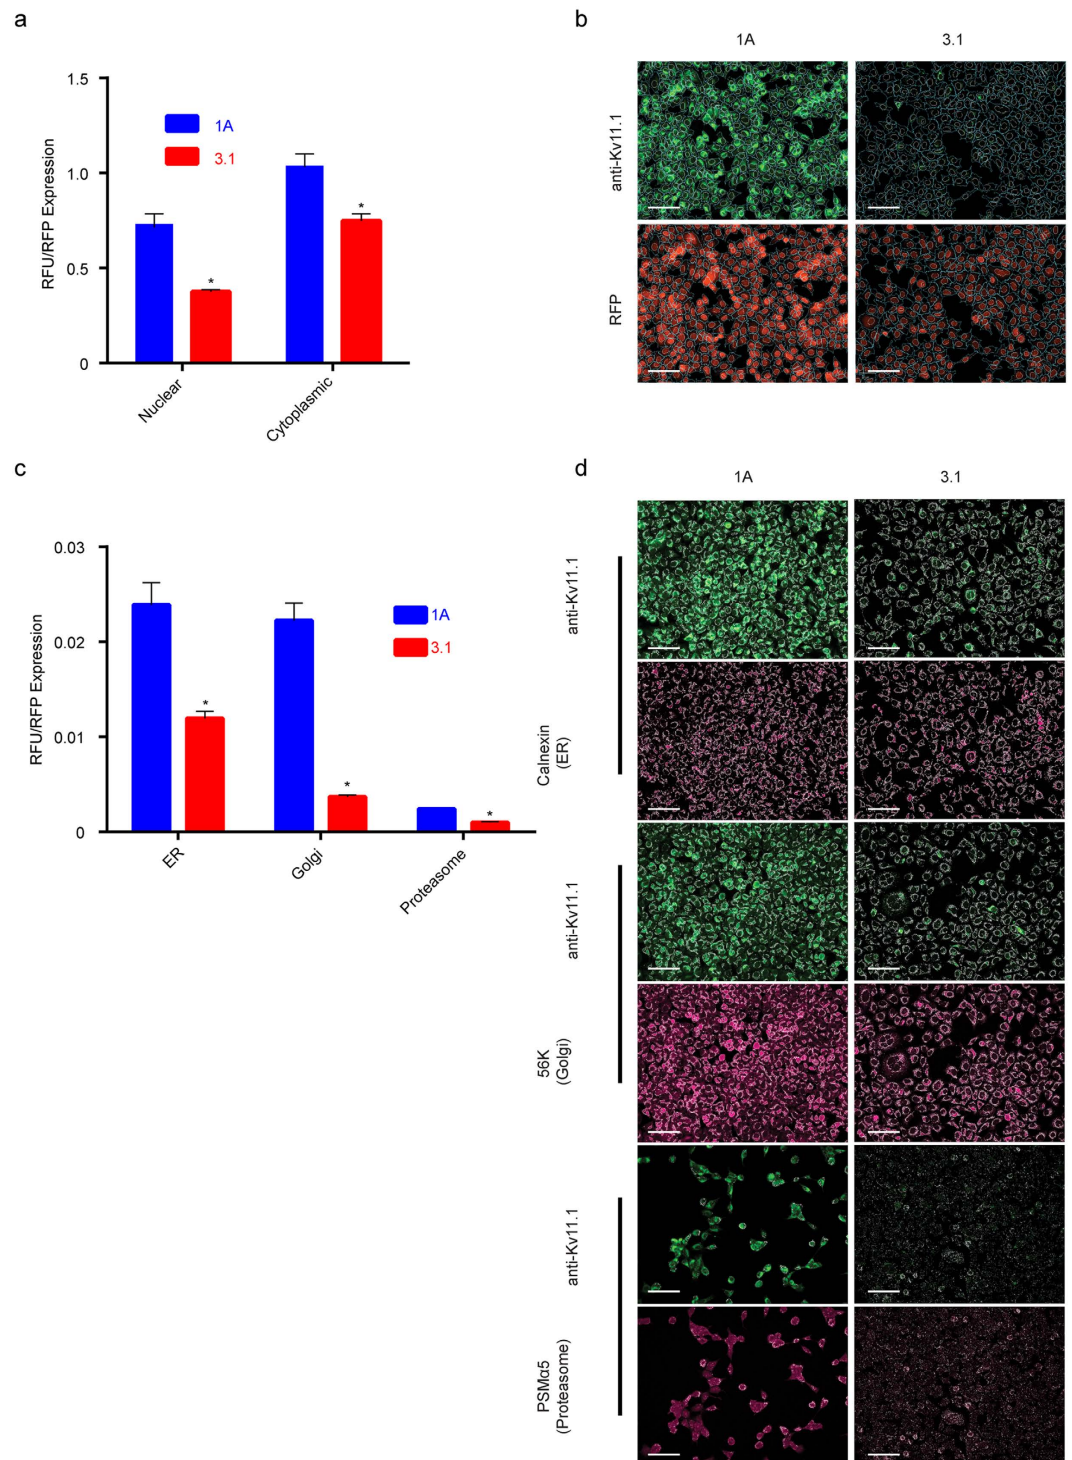 a
1.5
1.0
0.5
0
RFU/RFP Expression
1A
3.1
Nuclear
Cytoplasmic
b
1A
3.1
anti-Kv11.1
RFP
c
0.03
0.02
0.01
0
RFU/RFP Expression
1A
3.1
ER
Golgi
Proteasome
*
*
*
*
*
d
1A
3.1
anti-Kv11.1
Calnexin
(ER)
anti-Kv11.1
56K
(Golgi)
anti-Kv11.1
PSMα5
(Proteasome)